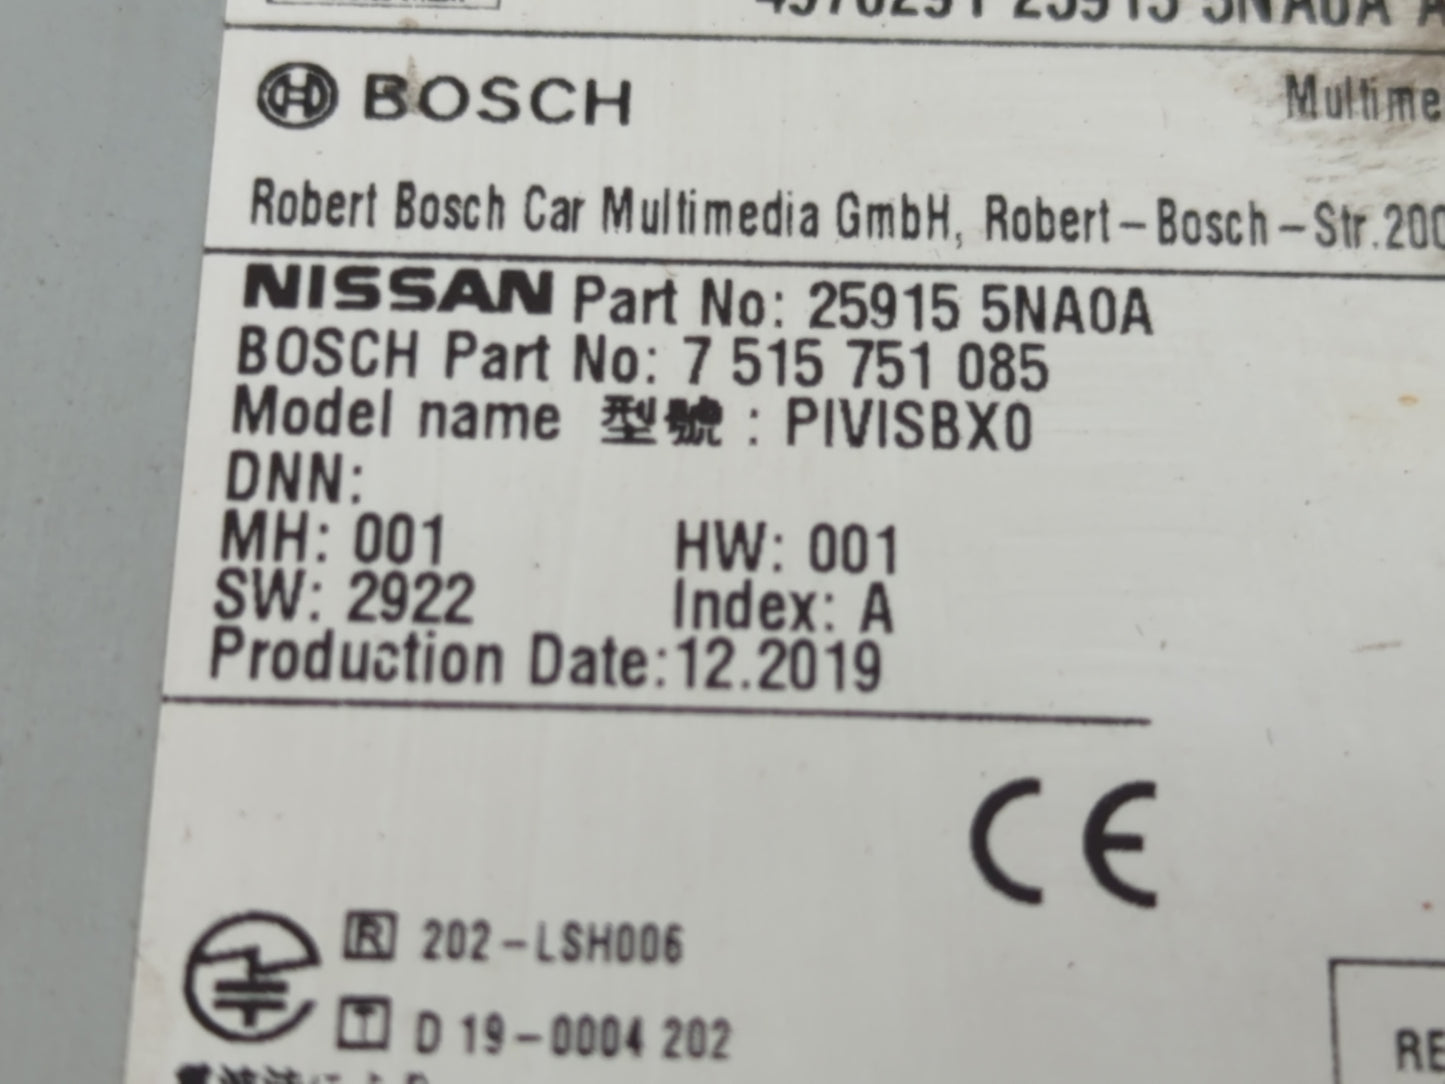 BOSCH
Robert Bosch Car Multimedia GmbH, Robert-Bosch-Str.200
NISSAN Part No: 25915 5NA0A
BOSCH Part No: 7 515 751 085
Model name 型號 : PIVISBX0
DNN:
MH: 001 HW: 001
SW: 2922 Index: A
Production Date:12.2019
CE
R 202-LSH006
T D 19-0004 202